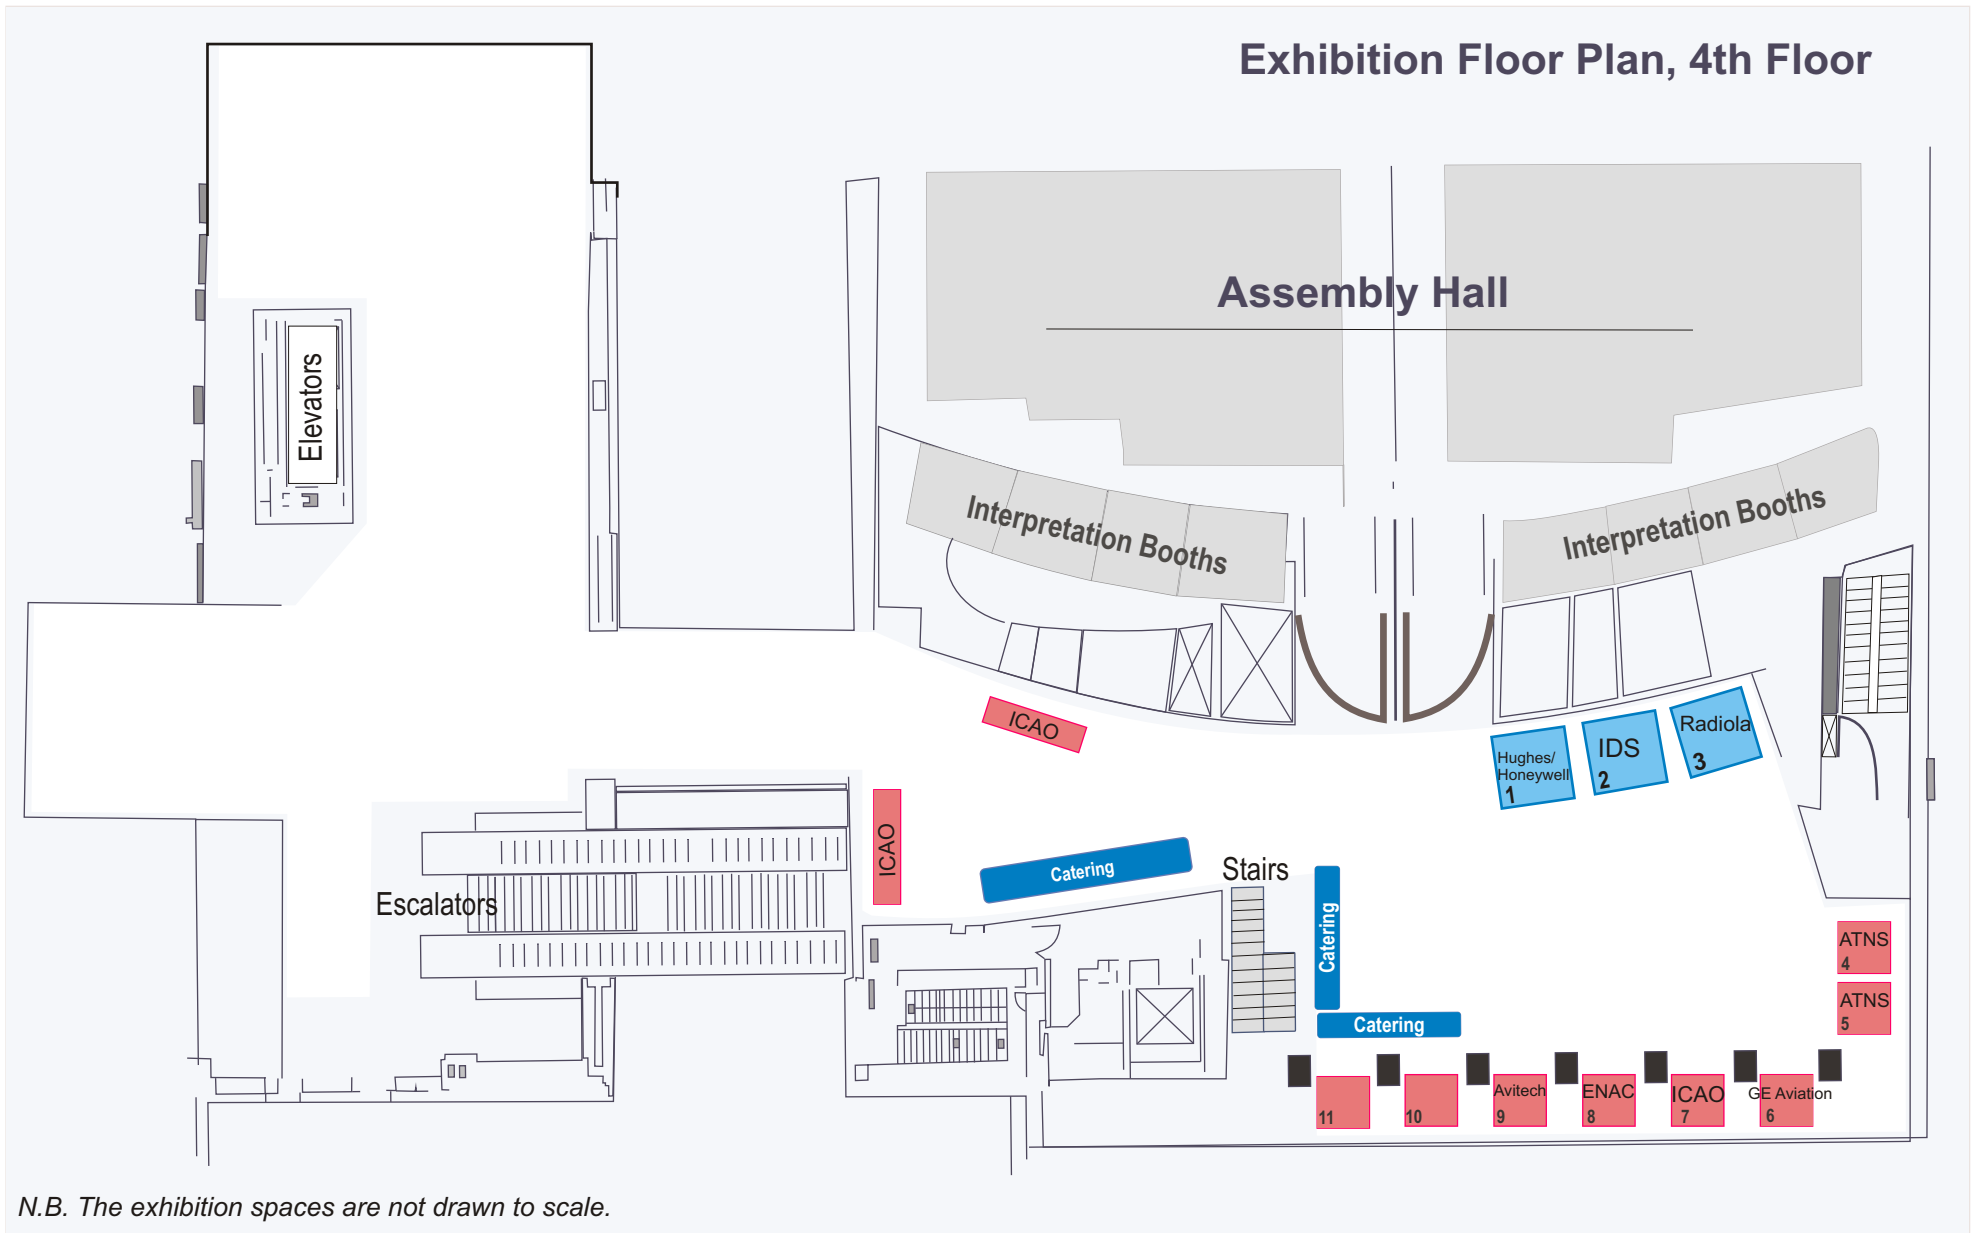 Exhibition Floor Plan, 4th Floor
Assembly Hall
Elevators
Interpretation Booths
Interpretation Booths
ICAO
Hughes/
Honeywell
1
IDS
2
Radiola
3
ICAO
Catering
Stairs
Escalators
Catering
Catering
ATNS
4
ATNS
5
11
10
Avitech
9
ENAC
8
ICAO
7
GE Aviation
6
N.B. The exhibition spaces are not drawn to scale.